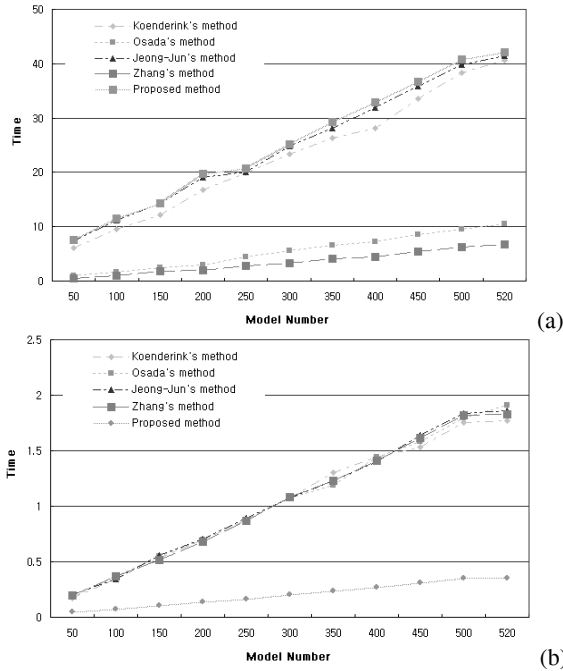 50
40
30
20
10
0
Time
Koenderink's method
Osada's method
Jeong-Jun's method
Zhang's method
Proposed method
50 100 150 200 250 300 350 400 450 500 520
Model Number
(a)
2.5
2
1.5
1
0.5
0
Time
Koenderink's method
Osada's method
Jeong-Jun's method
Zhang's method
Proposed method
50 100 150 200 250 300 350 400 450 500 520
Model Number
(b)